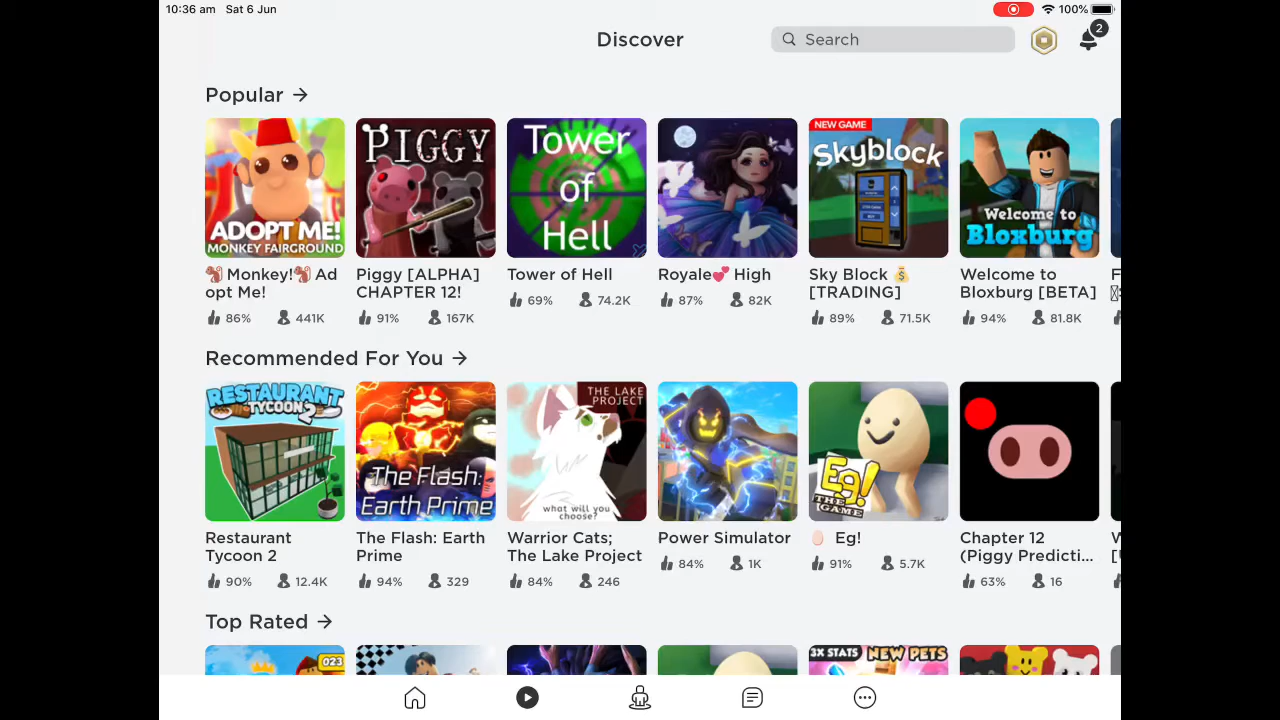 10:36 am Sat 6 Jun 100%
Discover
Search
2
Popular →
ADOPT ME!
MONKEY FAIRGROUND
PIGGY
Tower
of
Hell
NEW GAME
Skyblock
Welcome to
Bloxburg
🐒Monkey!🐒 Ad
opt Me!
86% 441K
Piggy [ALPHA]
CHAPTER 12!
91% 167K
Tower of Hell
69% 74.2K
Royale💕 High
87% 82K
Sky Block 💰
[TRADING]
89% 71.5K
Welcome to
Bloxburg [BETA]
94% 81.8K
Recommended For You →
RESTAURANT
TYCOON 2
The Flash:
Earth Prime
THE LAKE
PROJECT
what will you
choose?
Eg!
THE
GAME
Restaurant
Tycoon 2
90% 12.4K
The Flash: Earth
Prime
94% 329
Warrior Cats;
The Lake Project
84% 246
Power Simulator
84% 1K
🥚 Eg!
91% 5.7K
Chapter 12
(Piggy Predicti...
63% 16
Top Rated →
023
3X STATS NEW PETS